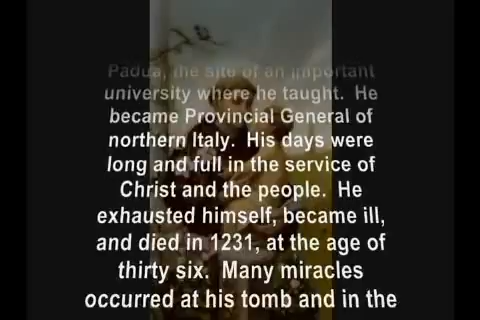 Padua, the site of an important
university where he taught.  He
became Provincial General of
northern Italy.  His days were
long and full in the service of
Christ and the people.  He
exhausted himself, became ill,
and died in 1231, at the age of
thirty six.  Many miracles
occurred at his tomb and in the